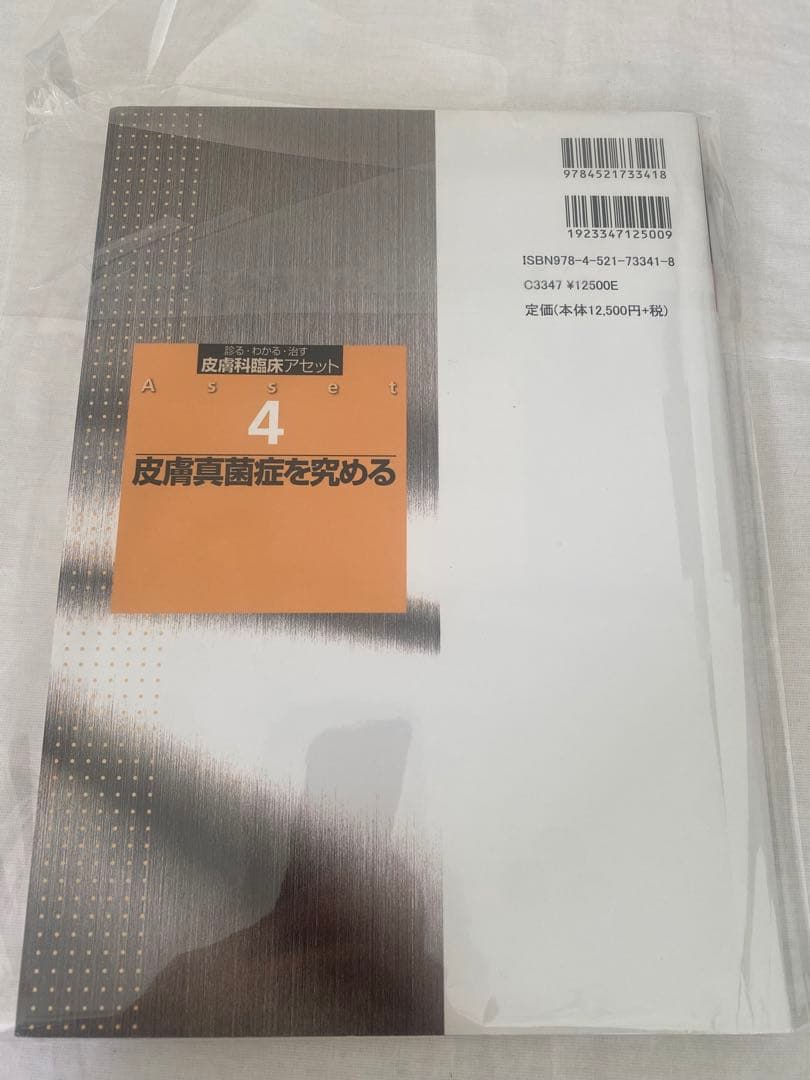 9784521733418
1923347125009
ISBN978-4-521-73341-8
C3347 ¥12500E
定価(本体12,500円+税)
診る・わかる・治す
皮膚科臨床アセット
Asset
4
皮膚真菌症を究める